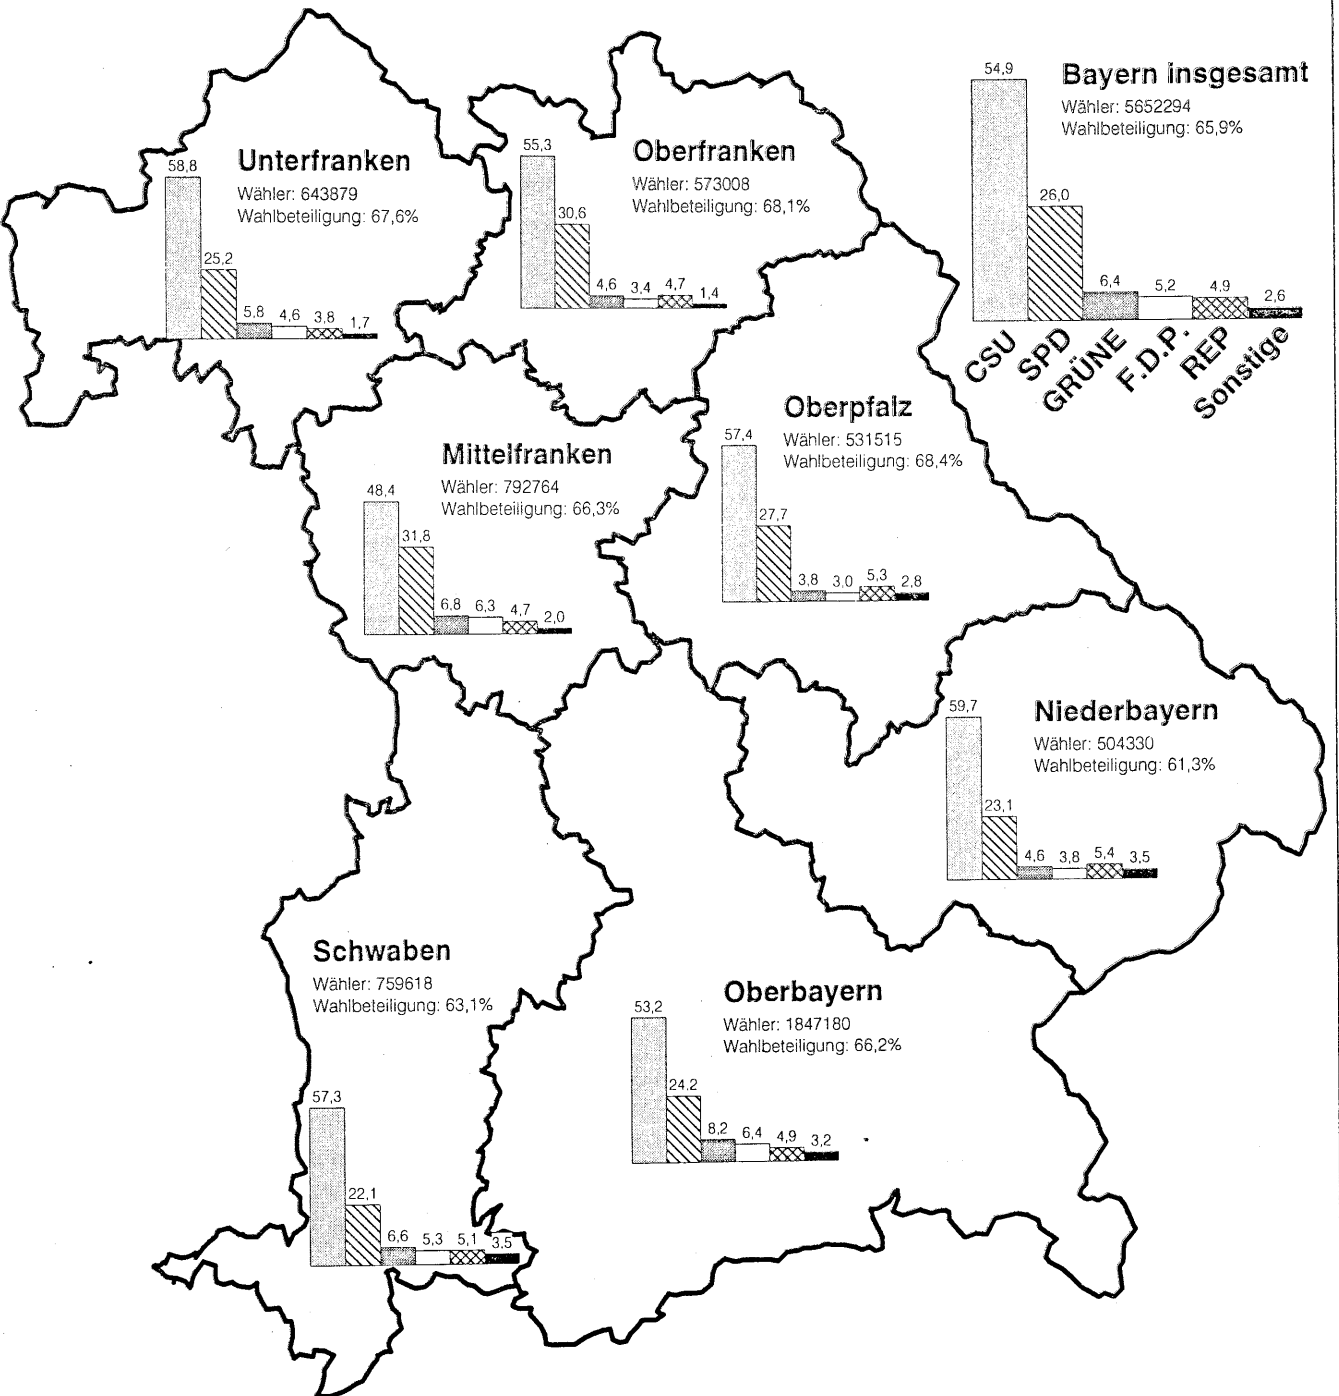 Bayern insgesamt
Wähler: 5652294
Wahlbeteiligung: 65,9%
54,9
26,0
6,4
5,2
4,9
2,6
CSU
SPD
GRÜNE
F.D.P.
REP
Sonstige
Unterfranken
Wähler: 643879
Wahlbeteiligung: 67,6%
58,8
25,2
5,8
4,6
3,8
1,7
Oberfranken
Wähler: 573008
Wahlbeteiligung: 68,1%
55,3
30,6
4,6
3,4
4,7
1,4
Oberpfalz
Wähler: 531515
Wahlbeteiligung: 68,4%
57,4
27,7
3,8
3,0
5,3
2,8
Mittelfranken
Wähler: 792764
Wahlbeteiligung: 66,3%
48,4
31,8
6,8
6,3
4,7
2,0
Niederbayern
Wähler: 504330
Wahlbeteiligung: 61,3%
59,7
23,1
4,6
3,8
5,4
3,5
Schwaben
Wähler: 759618
Wahlbeteiligung: 63,1%
57,3
22,1
6,6
5,3
5,1
3,5
Oberbayern
Wähler: 1847180
Wahlbeteiligung: 66,2%
53,2
24,2
8,2
6,4
4,9
3,2